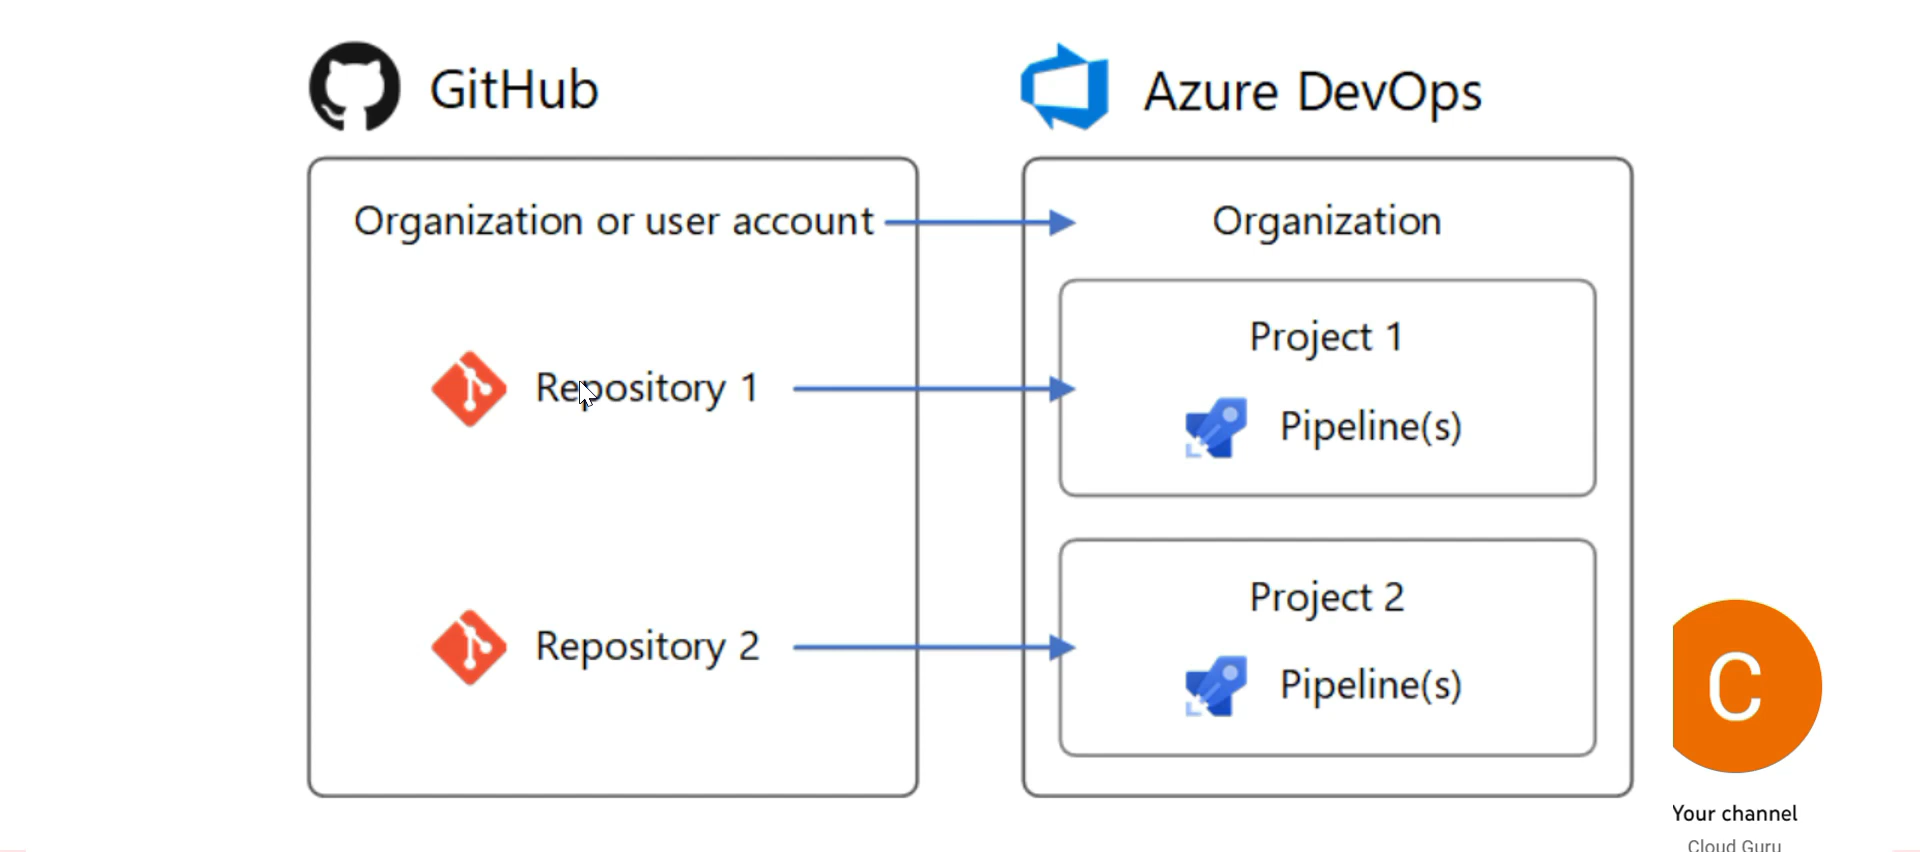 GitHub
Azure DevOps
Organization or user account
Organization
Project 1
Repository 1
Pipeline(s)
Project 2
Repository 2
Pipeline(s)
C
Your channel
Cloud Guru